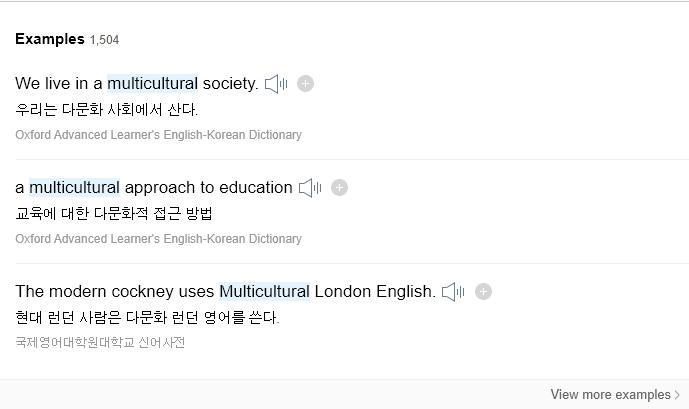 Examples 1,504
We live in a multicultural society.
우리는 다문화 사회에서 산다.
Oxford Advanced Learner's English-Korean Dictionary
a multicultural approach to education
교육에 대한 다문화적 접근 방법
Oxford Advanced Learner's English-Korean Dictionary
The modern cockney uses Multicultural London English.
현대 런던 사람은 다문화 런던 영어를 쓴다.
국제영어대학원대학교 신어사전
View more examples